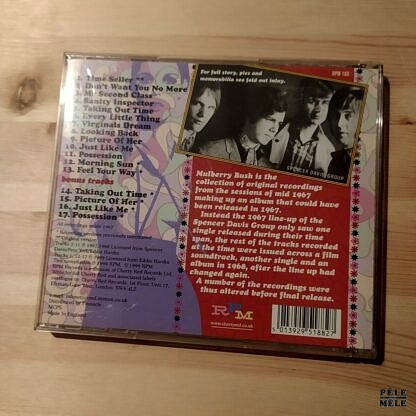 1. Time Seller **
2. Don't Want You No More
3. Mr Second Class
4. Sanity Inspector
5. Taking Out Time
6. Every Little Thing
7. Virginals Dream
8. Looking Back
9. Picture Of Her
10. Just Like Me
11. Possession
12. Morning Sun
13. Feel Your Way
bonus tracks
14. Taking Out Time
15. Picture Of Her
16. Just Like Me
17. Possession
For full story, pics and
memorabilia see fold out inlay.
RPM 188
SPENCER DAVIS GROUP
Mulberry Bush is the
collection of original recordings
from the sessions of mid 1967
making up an album that could have
been released in 1967.
Instead the 1967 line-up of the
Spencer Davis Group only saw one
single released during their time
span, the rest of the tracks recorded
at the time were issued across a film
soundtrack, another single and an
album in 1968, after the line up had
changed again.
A number of the recordings were
thus altered before final release.
RPM
www.cherryred.co.uk
5 013929 518827
Made in England
PÊLE
MÊLE